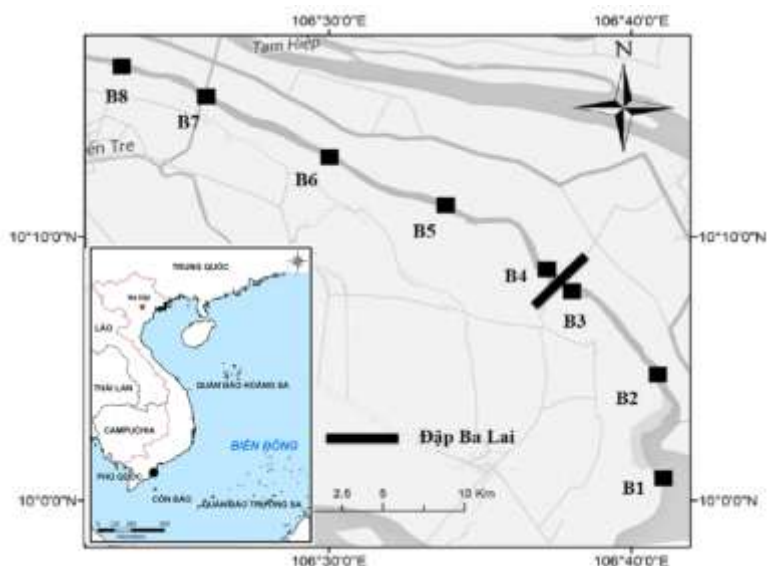 106°30'0"E
106°40'0"E
Tam Hiệp
N
B8
B7
ến Tre
B6
B5
10°10'0"N
10°10'0"N
B4
B3
TRUNG QUỐC
LÀO
QUẦN ĐẢO HOÀNG SA
THÁI LAN
B2
CAMPUCHIA
Đập Ba Lai
BIỂN ĐÔNG
PHÚ QUỐC
B1
CÔN ĐẢO
QUẦN ĐẢO TRƯỜNG SA
2.5
5
10 Km
10°0'0"N
10°0'0"N
106°30'0"E
106°40'0"E